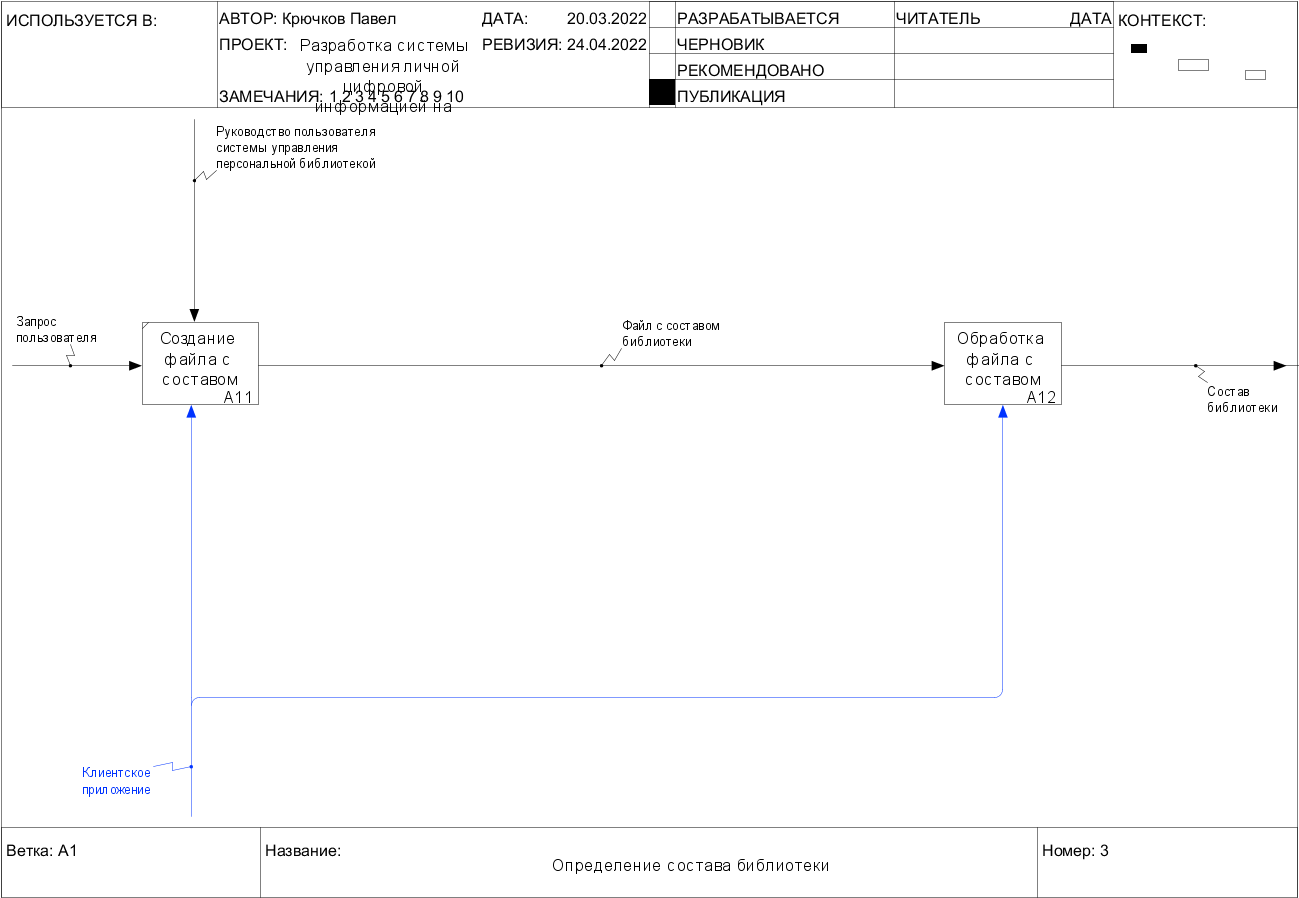 ИСПОЛЬЗУЕТСЯ В:
АВТОР: Крючков Павел
ДАТА: 20.03.2022
ПРОЕКТ: Разработка системы
управления личной
цифровой
информацией на
РЕВИЗИЯ: 24.04.2022
ЗАМЕЧАНИЯ: 1 2 3 4 5 6 7 8 9 10
РАЗРАБАТЫВАЕТСЯ
ЧЕРНОВИК
РЕКОМЕНДОВАНО
ПУБЛИКАЦИЯ
ЧИТАТЕЛЬ ДАТА
КОНТЕКСТ:
Руководство пользователя
системы управления
персональной библиотекой
Запрос
пользователя
Создание
файла с
составом
A11
Файл с составом
библиотеки
Обработка
файла с
составом
A12
Состав
библиотеки
Клиентское
приложение
Ветка: A1
Название:
Определение состава библиотеки
Номер: 3